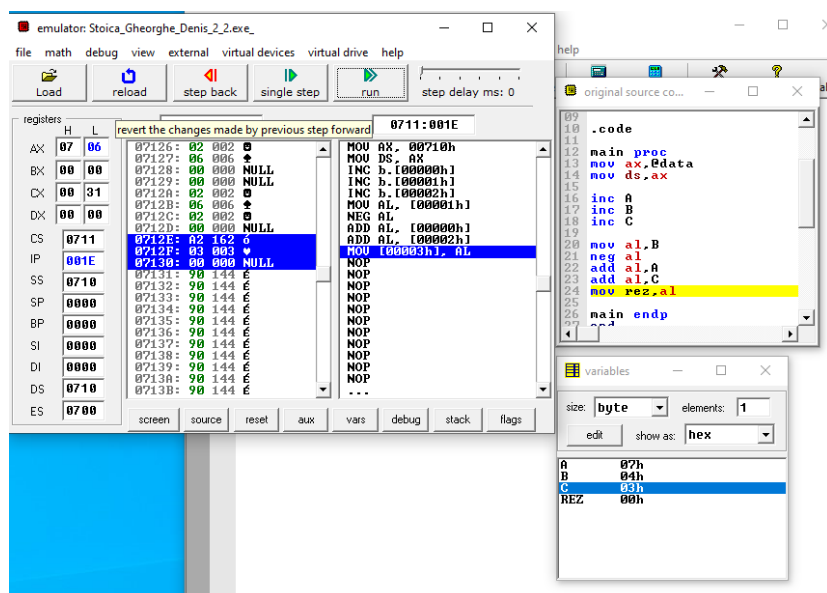 emulator: Stoica_Gheorghe_Denis_2_2.exe_
file math debug view external virtual devices virtual drive help
Load reload step back single step run step delay ms: 0
registers
H L
revert the changes made by previous step forward
0711:001E
AX 07 06
BX 00 00
CX 00 31
DX 00 00
CS 0711
IP 001E
SS 0710
SP 0000
BP 0000
SI 0000
DI 0000
DS 0710
ES 0700
07126: 02 002
07127: 06 006
07128: 00 000 NULL
07129: 00 000 NULL
0712A: 02 002
0712B: 06 006
0712C: 02 002
0712D: 00 000 NULL
0712E: A2 162 ó
0712F: 03 003 ♥
07130: 00 000 NULL
07131: 90 144 É
07132: 90 144 É
07133: 90 144 É
07134: 90 144 É
07135: 90 144 É
07136: 90 144 É
07137: 90 144 É
07138: 90 144 É
07139: 90 144 É
0713A: 90 144 É
0713B: 90 144 É
MOV AX, 00710h
MOV DS, AX
INC b.[00000h]
INC b.[00001h]
INC b.[00002h]
MOV AL, [00001h]
NEG AL
ADD AL, [00000h]
ADD AL, [00002h]
MOV [00003h], AL
NOP
NOP
NOP
NOP
NOP
NOP
NOP
NOP
NOP
NOP
NOP
...
screen source reset aux vars debug stack flags
help
original source co...
09
10 .code
11
12 main proc
13 mov ax,@data
14 mov ds,ax
15
16 inc A
17 inc B
18 inc C
19
20 mov al,B
21 neg al
22 add al,A
23 add al,C
24 mov rez,al
25
26 main endp
27 end
variables
size: byte elements: 1
edit show as: hex
A 07h
B 04h
C 03h
REZ 00h